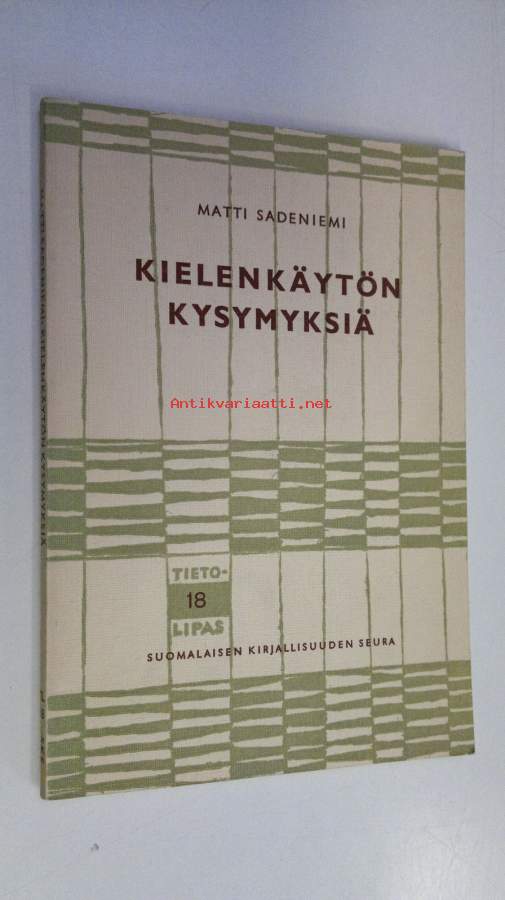 MATTI SADENIEMI
KIELENKÄYTÖN
KYSYMYKSIÄ
Antikvariaatti.net
TIETO-
18
LIPAS
SUOMALAISEN KIRJALLISUUDEN SEURA